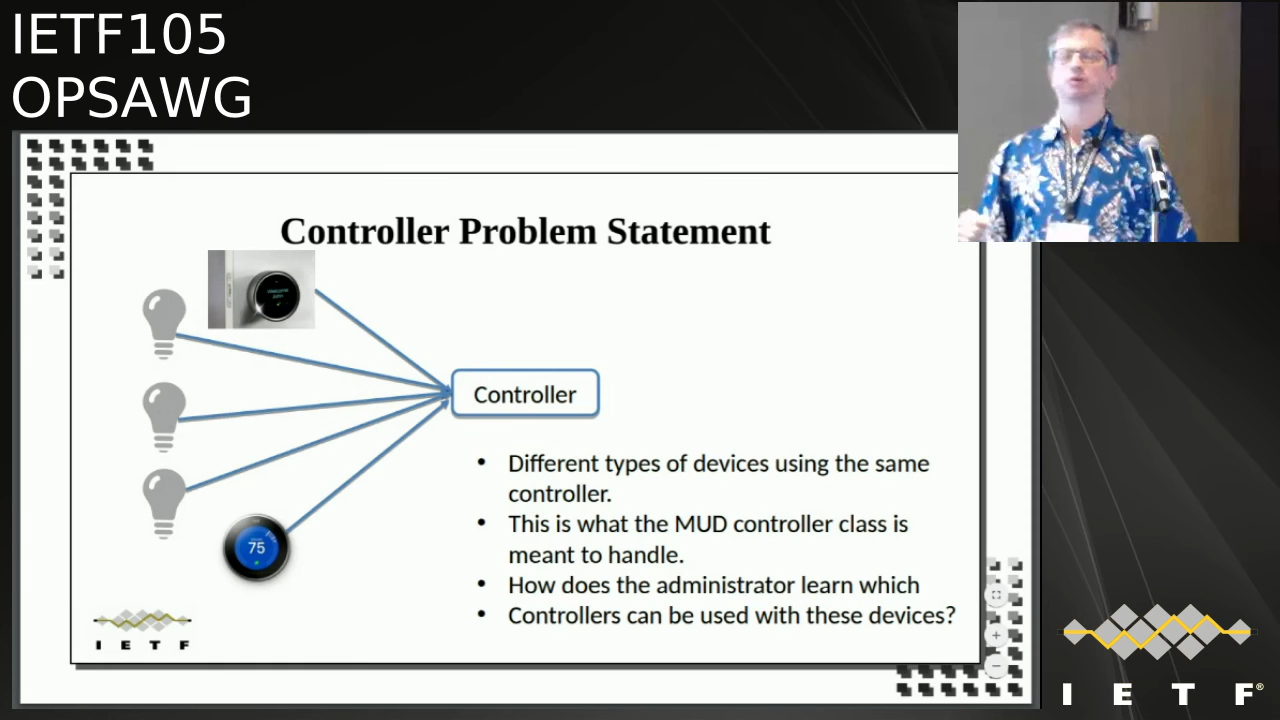 IETF105
OPSAWG
Controller Problem Statement
Welcome
Controller
• Different types of devices using the same
controller.
• This is what the MUD controller class is
meant to handle.
• How does the administrator learn which
• Controllers can be used with these devices?
75
I E T F
I E T F®